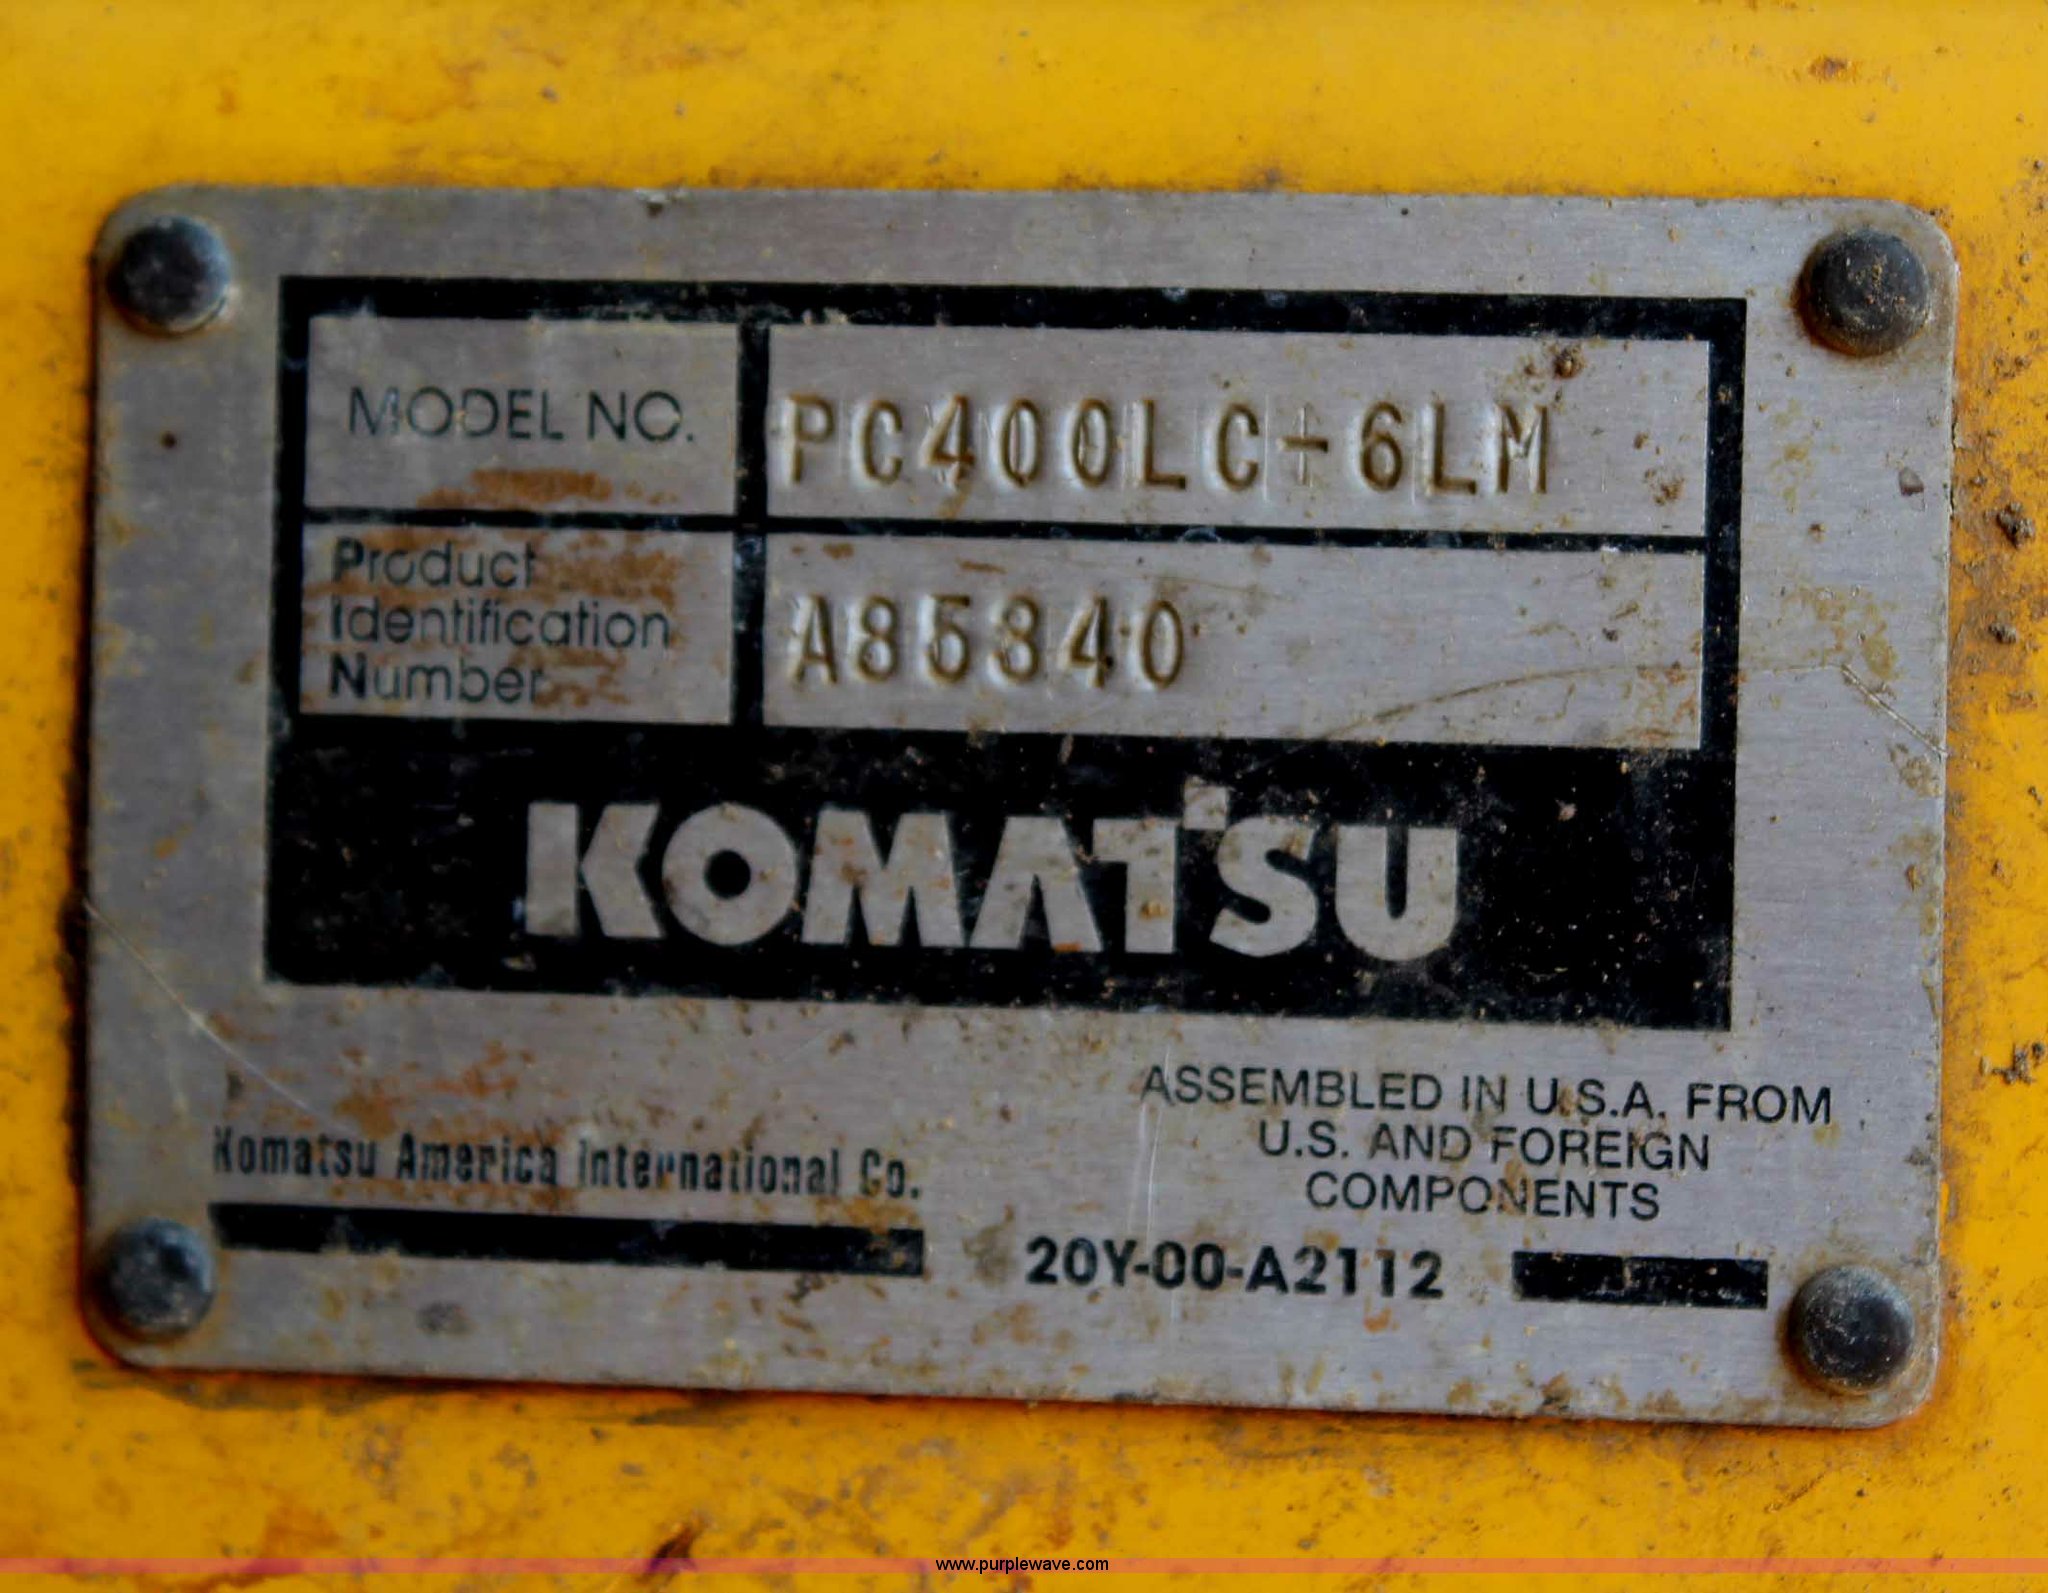 MODEL NO.
PC400LC-6LM
Product
Identification
Number
A85840
KOMATSU
ASSEMBLED IN U.S.A. FROM
U.S. AND FOREIGN
COMPONENTS
Komatsu America International Co.
20Y-00-A2112
www.purplewave.com